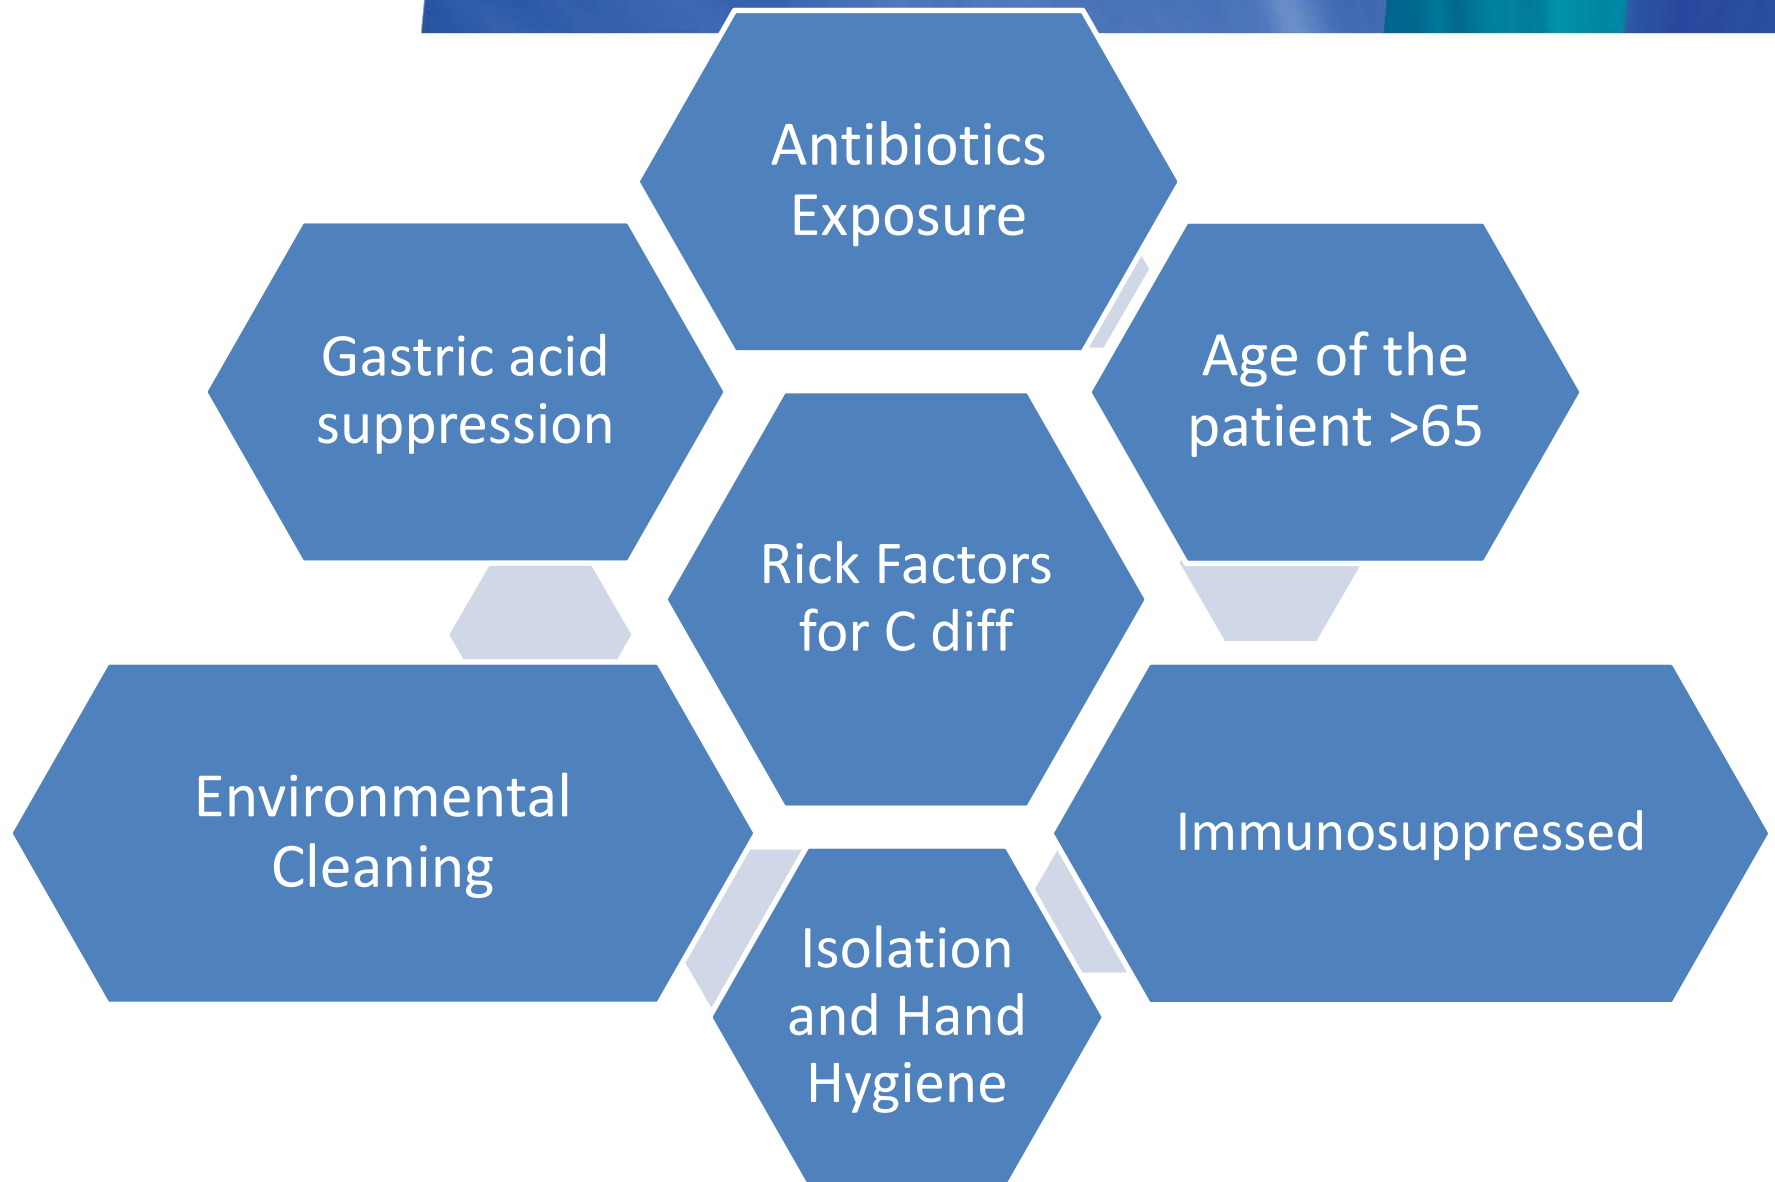 Antibiotics
Exposure
Gastric acid
suppression
Age of the
patient >65
Rick Factors
for C diff
Environmental
Cleaning
Immunosuppressed
Isolation
and Hand
Hygiene